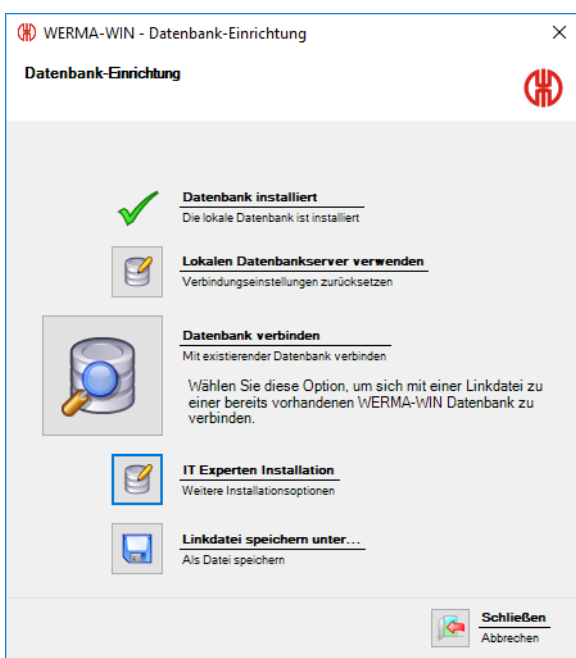 WERMA-WIN - Datenbank-Einrichtung
Datenbank-Einrichtung
Datenbank installiert
Die lokale Datenbank ist installiert
Lokalen Datenbankserver verwenden
Verbindungseinstellungen zurücksetzen
Datenbank verbinden
Mit existierender Datenbank verbinden
Wählen Sie diese Option, um sich mit einer Linkdatei zu
einer bereits vorhandenen WERMA-WIN Datenbank zu
verbinden.
IT Experten Installation
Weitere Installationsoptionen
Linkdatei speichern unter...
Als Datei speichern
Schließen
Abbrechen